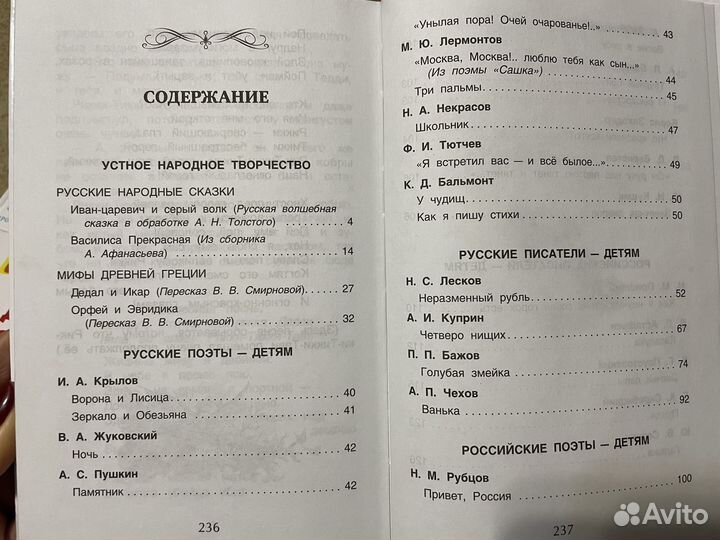 СОДЕРЖАНИЕ
УСТНОЕ НАРОДНОЕ ТВОРЧЕСТВО
РУССКИЕ НАРОДНЫЕ СКАЗКИ
Иван-царевич и серый волк (Русская волшебная
сказка в обработке А. Н. Толстого) 4
Василиса Прекрасная (Из сборника
А. Афанасьева) 14
МИФЫ ДРЕВНЕЙ ГРЕЦИИ
Дедал и Икар (Пересказ В. В. Смирновой) 27
Орфей и Эвридика
(Пересказ В. В. Смирновой) 32
РУССКИЕ ПОЭТЫ — ДЕТЯМ
И. А. Крылов
Ворона и Лисица 40
Зеркало и Обезьяна 41
В. А. Жуковский
Ночь 42
А. С. Пушкин
Памятник 42
236
«Унылая пора! Очей очарованье!..» 43
М. Ю. Лермонтов
«Москва, Москва!.. люблю тебя как сын...»
(Из поэмы «Сашка») 44
Три пальмы 45
Н. А. Некрасов
Школьник 47
Ф. И. Тютчев
«Я встретил вас — и всё былое...» 49
К. Д. Бальмонт
У чудищ 50
Как я пишу стихи 50
РУССКИЕ ПИСАТЕЛИ — ДЕТЯМ
Н. С. Лесков
Неразменный рубль 52
А. И. Куприн
Четверо нищих 67
П. П. Бажов
Голубая змейка 74
А. П. Чехов
Ванька 92
РОССИЙСКИЕ ПОЭТЫ — ДЕТЯМ
Н. М. Рубцов
Привет, Россия 100
237
Avito